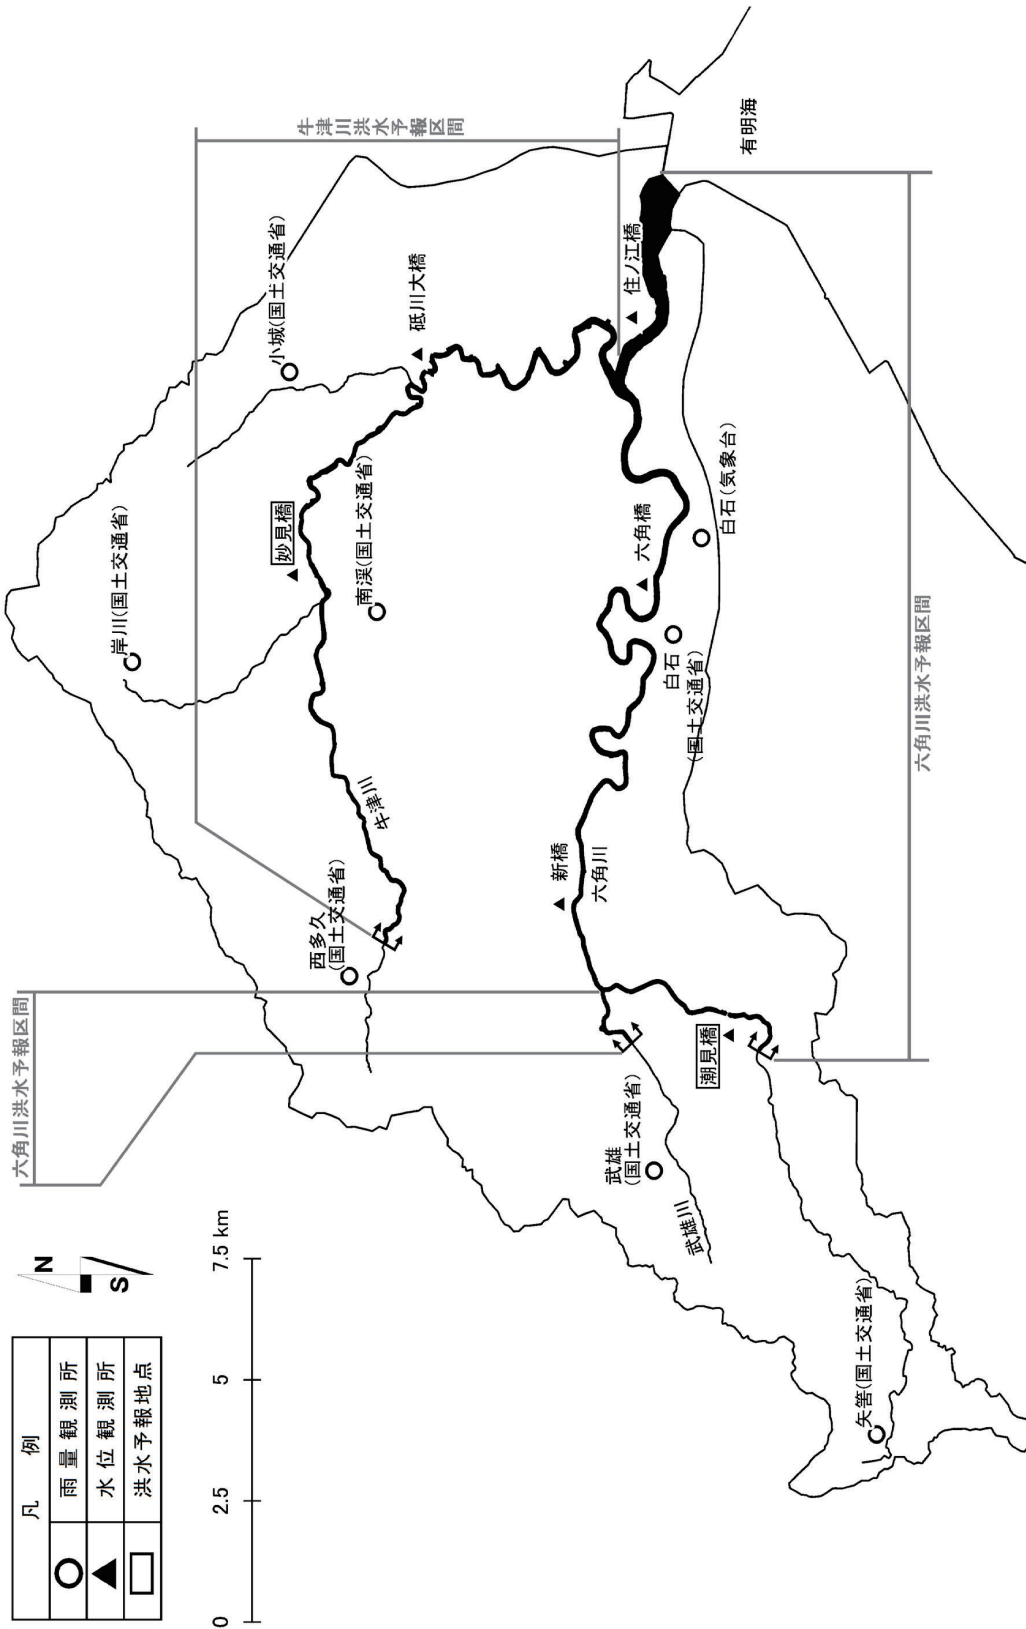 凡 例
雨量観測所
水位観測所
洪水予報地点
N
S
0 2.5 5 7.5 km
六角川洪水予報区間
牛津川洪水予報区間
岸川(国土交通省)
小城(国土交通省)
妙見橋
砥川大橋
南渓(国土交通省)
西多久
(国土交通省)
牛津川
住ノ江橋
有明海
新橋
六角川
六角橋
白石
(国土交通省)
白石(気象台)
武雄
(国土交通省)
武雄川
潮見橋
矢筈(国土交通省)
六角川洪水予報区間